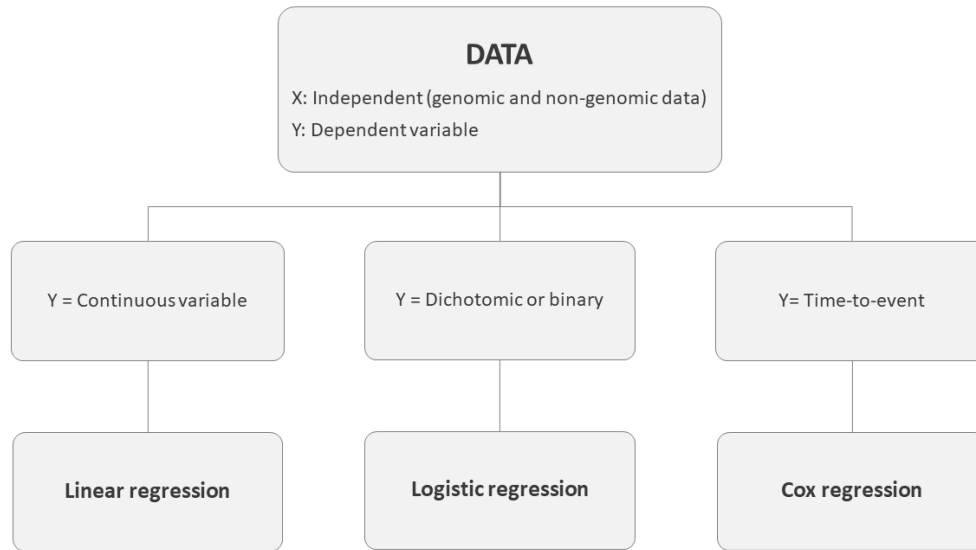 DATA
X: Independent (genomic and non-genomic data)
Y: Dependent variable
Y = Continuous variable
Y = Dichotomic or binary
Y= Time-to-event
Linear regression
Logistic regression
Cox regression